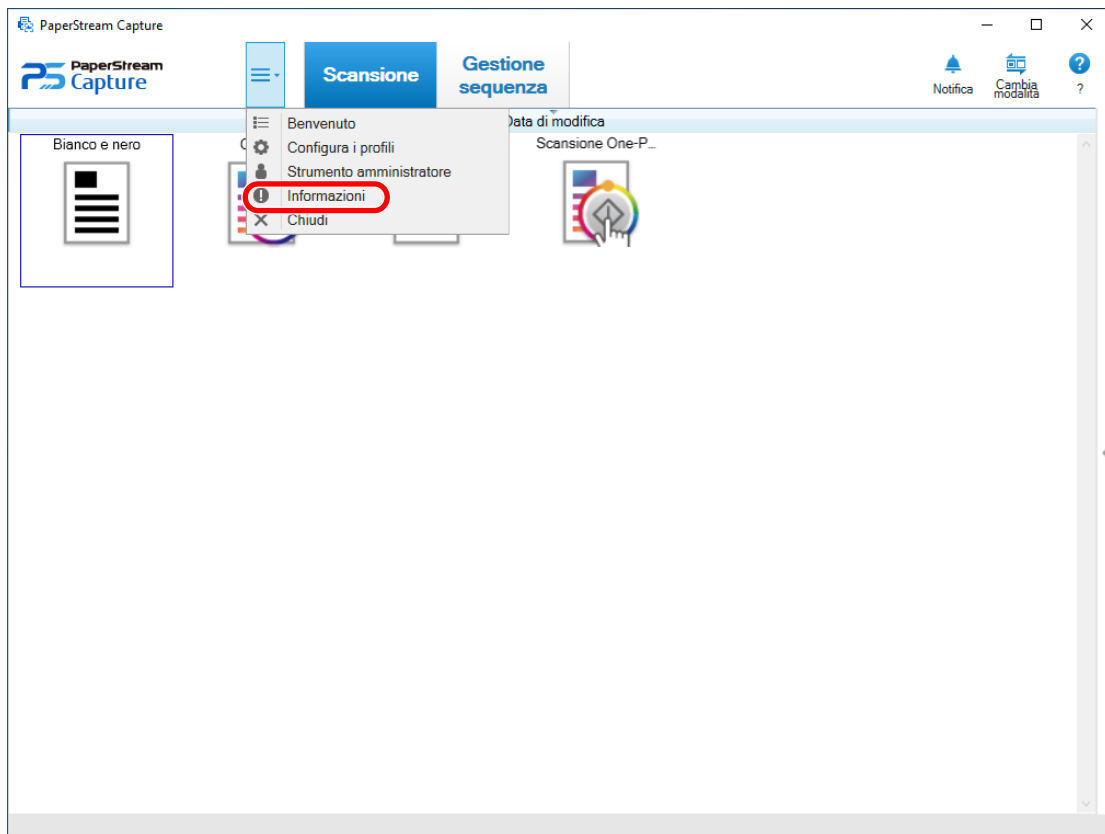 PaperStream Capture
PaperStream
Capture
Scansione
Gestione
sequenza
Notifica
Cambia
modalità
?
Data di modifica
Benvenuto
Configura i profili
Strumento amministratore
Informazioni
Chiudi
Bianco e nero
Scansione One-P...